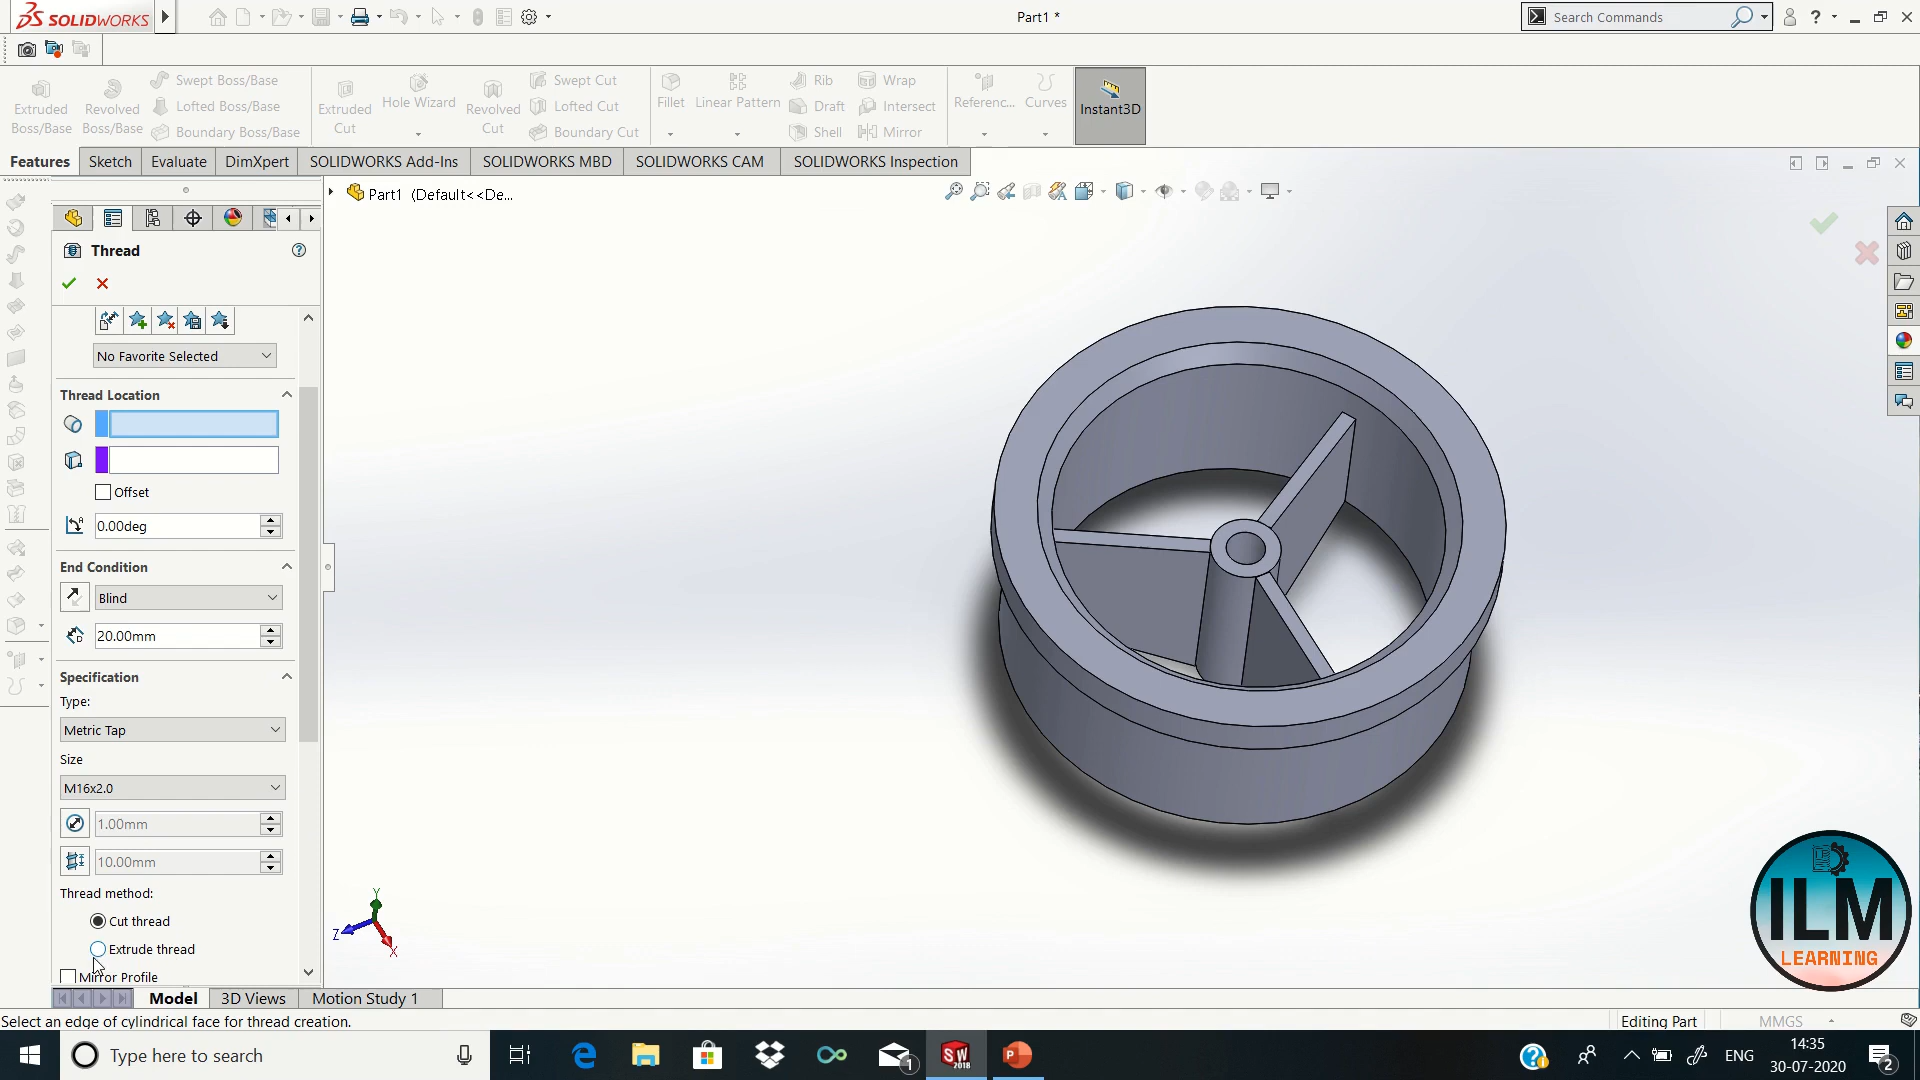 SOLIDWORKS
Part1 *
Search Commands
Extruded Boss/Base
Revolved Boss/Base
Swept Boss/Base
Lofted Boss/Base
Boundary Boss/Base
Extruded Cut
Hole Wizard
Revolved Cut
Swept Cut
Lofted Cut
Boundary Cut
Fillet
Linear Pattern
Rib
Draft
Shell
Wrap
Intersect
Mirror
Referenc...
Curves
Instant3D
Features
Sketch
Evaluate
DimXpert
SOLIDWORKS Add-Ins
SOLIDWORKS MBD
SOLIDWORKS CAM
SOLIDWORKS Inspection
Part1 (Default<<De...
Thread
No Favorite Selected
Thread Location
Offset
0.00deg
End Condition
Blind
20.00mm
Specification
Type:
Metric Tap
Size
M16x2.0
1.00mm
10.00mm
Thread method:
Cut thread
Extrude thread
Mirror Profile
Y
Z
X
ILM
LEARNING
Model
3D Views
Motion Study 1
Select an edge of cylindrical face for thread creation.
Editing Part
MMGS
Type here to search
1
SW
2018
P
ENG
14:35
30-07-2020
2